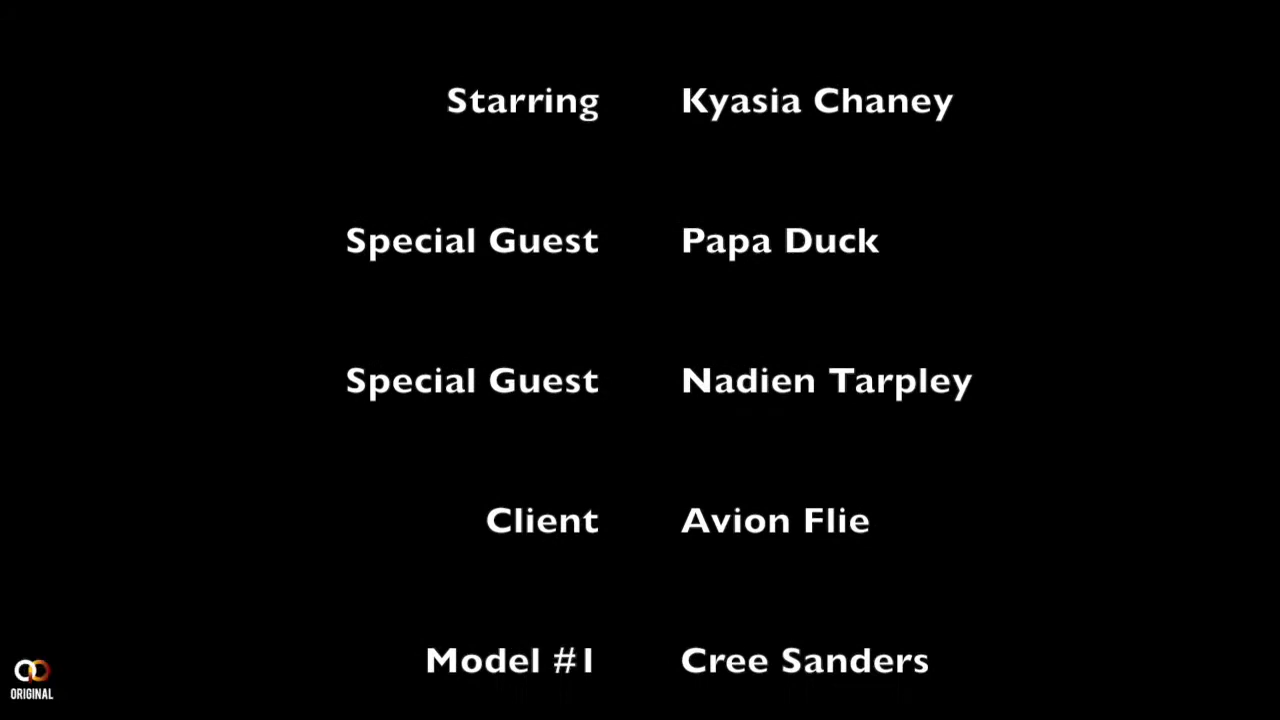 Starring Kyasia Chaney
Special Guest Papa Duck
Special Guest Nadien Tarpley
Client Avion Flie
Model #1 Cree Sanders
ORIGINAL